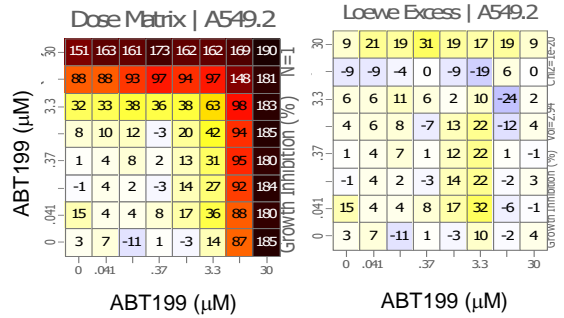 Dose Matrix | A549.2
30 151 163 161 173 162 162 169 190
88 88 93 97 94 97 148 181
3.3 32 33 38 36 38 63 98 183
8 10 12 -3 20 42 94 185
.37 1 4 8 2 13 31 95 180
-1 4 2 -3 14 27 92 184
.041 15 4 4 8 17 36 88 180
0 3 7 -11 1 -3 14 87 185
0 .041 .37 3.3 30
ABT199 (μM)
ABT199 (μM)
N=1
Growth Inhibition (%)
Loewe Excess | A549.2
30 9 21 19 31 19 17 19 9
-9 -9 -4 0 -9 -19 6 0
3.3 6 6 11 6 2 10 -24 2
4 6 8 -7 13 22 -12 4
.37 1 4 7 1 12 22 1 -1
-1 4 2 -3 14 22 -2 3
.041 15 4 4 8 17 32 -6 -1
0 3 7 -11 1 -3 10 -2 4
0 .041 .37 3.3 30
ABT199 (μM)
Chi2=1e-20
Vol=2.94
Growth Inhibition (%)